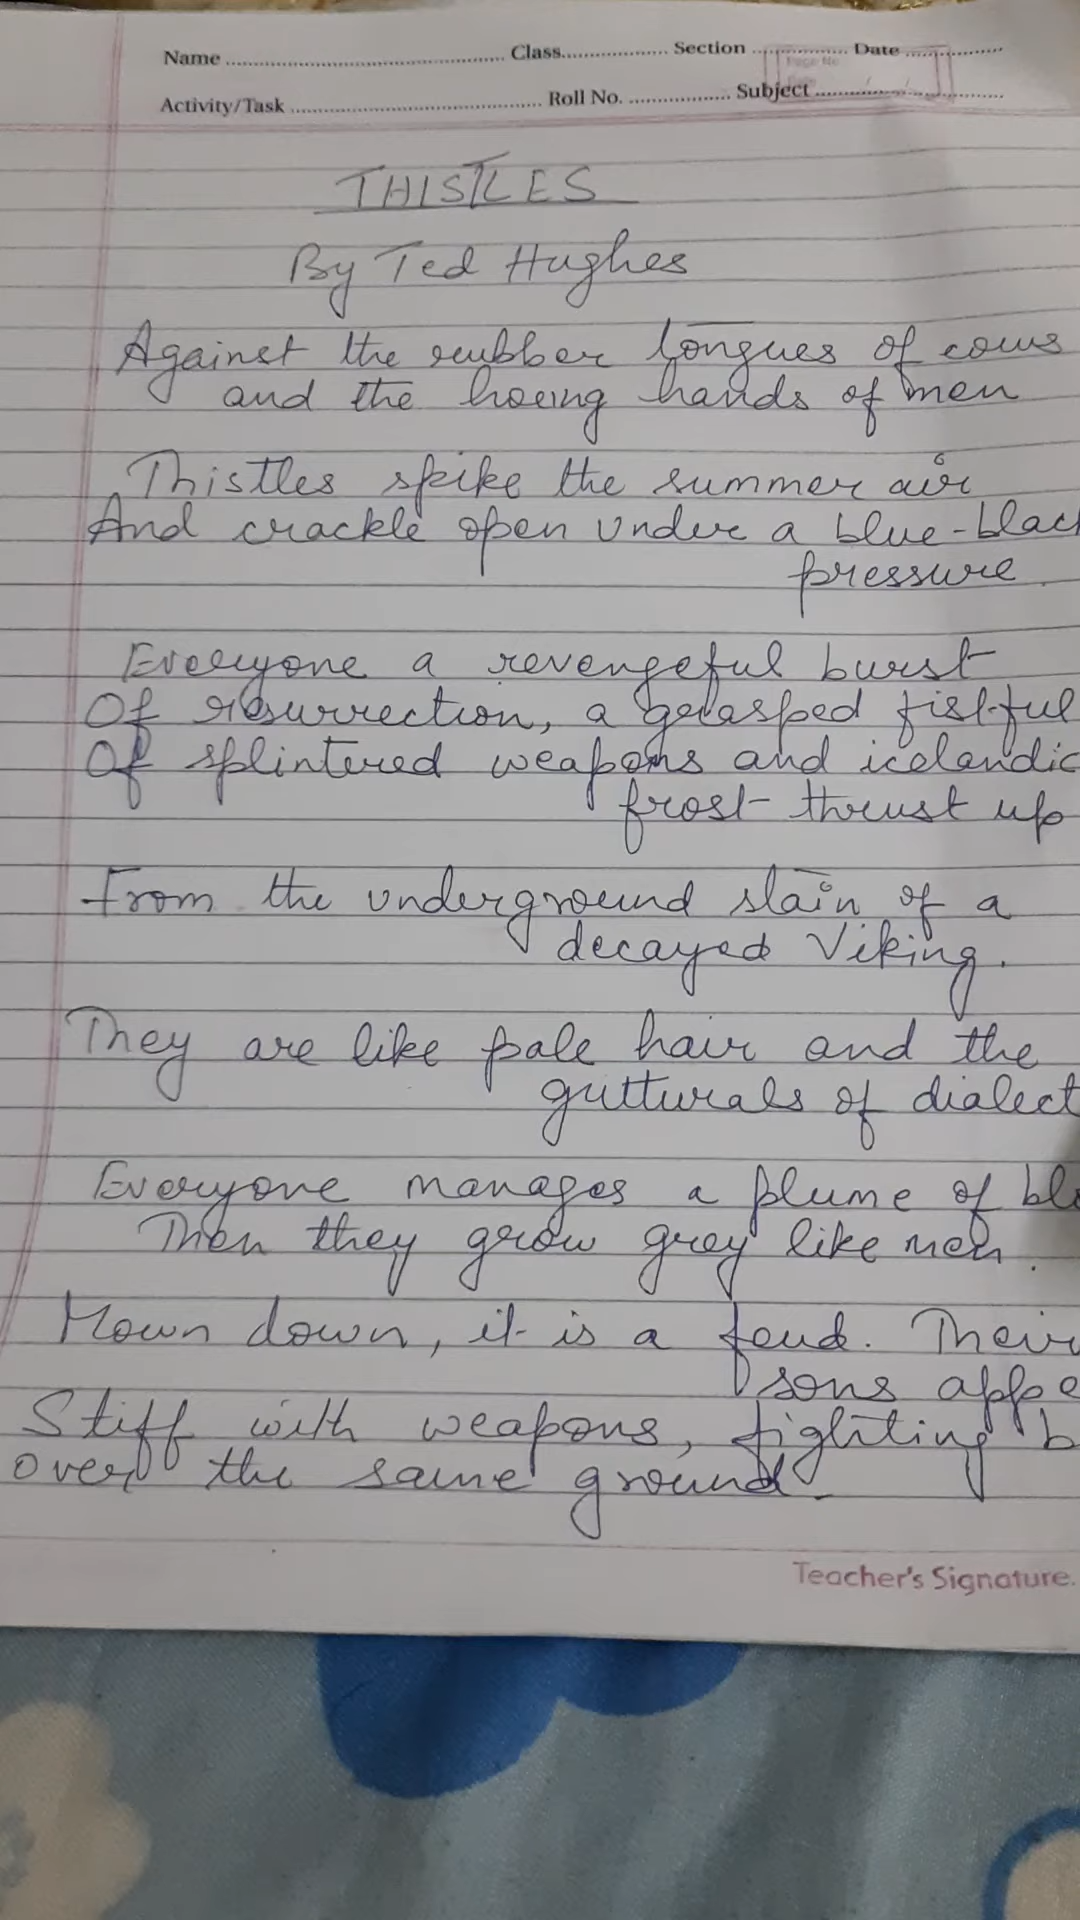 Name ........ Class........ Section ........ Date ........
Page No
Date / /
Activity/Task ........ Roll No. ........ Subject ........
THISTLES
By Ted Hughes
Against the rubber tongues of cows
and the hoeing hands of men
Thistles spike the summer air
And crackle open under a blue-black
pressure.
Everyone a revengeful burst
Of resurrection, a grasped fistful
Of splintered weapons and icelandic
frost thrust up
From the underground stain of a
decayed Viking.
They are like pale hair and the
gutturals of dialect
Everyone manages a plume of
Then they grow grey like men.
Mown down, it is a feud. Their
sons
Stiff with weapons, fighting
over the same ground.
Teacher's Signature.